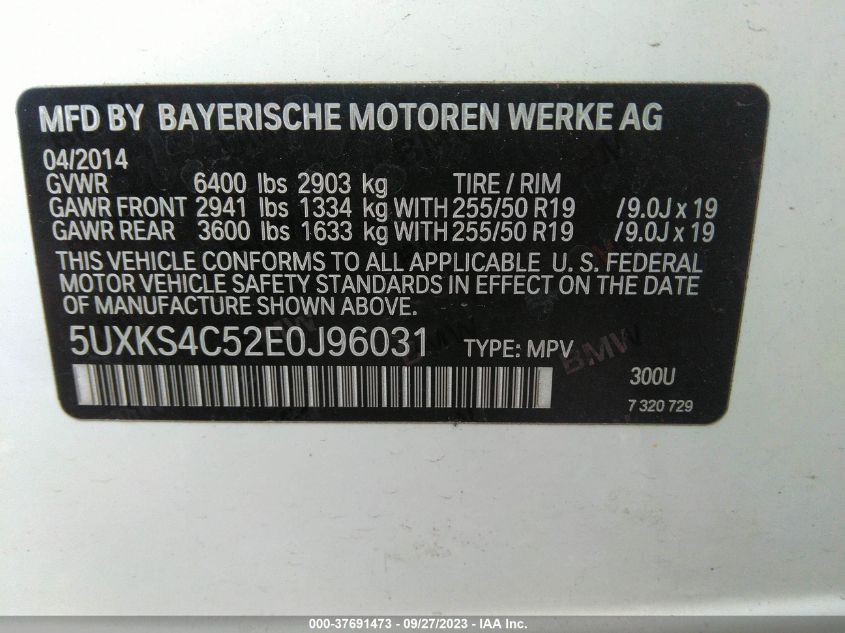 MFD BY BAYERISCHE MOTOREN WERKE AG
04/2014
GVWR 6400 lbs 2903 kg TIRE / RIM
GAWR FRONT 2941 lbs 1334 kg WITH 255/50 R19 /9.0J x 19
GAWR REAR 3600 lbs 1633 kg WITH 255/50 R19 /9.0J x 19
THIS VEHICLE CONFORMS TO ALL APPLICABLE U. S. FEDERAL
MOTOR VEHICLE SAFETY STANDARDS IN EFFECT ON THE DATE
OF MANUFACTURE SHOWN ABOVE.
5UXKS4C52E0J96031 TYPE: MPV
BMW
300U
7 320 729
000-37691473 - 09/27/2023 - IAA Inc.